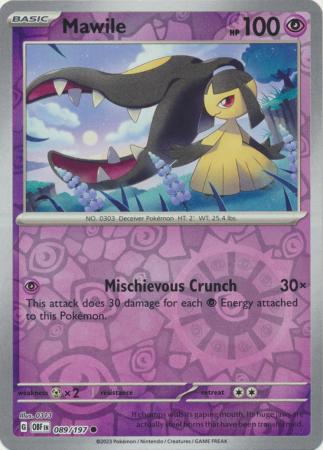 BASIC
Mawile
HP 100
NO. 0303 Deceiver Pokémon HT: 2' WT: 25.4 lbs.
Mischievous Crunch 30×
This attack does 30 damage for each Energy attached
to this Pokémon.
weakness ×2 resistance retreat
Illus. 0313
It chomps with its gaping mouth. Its huge jaws are
actually steel horns that have been transformed.
G OBF EN 089/197
©2023 Pokémon / Nintendo / Creatures / GAME FREAK